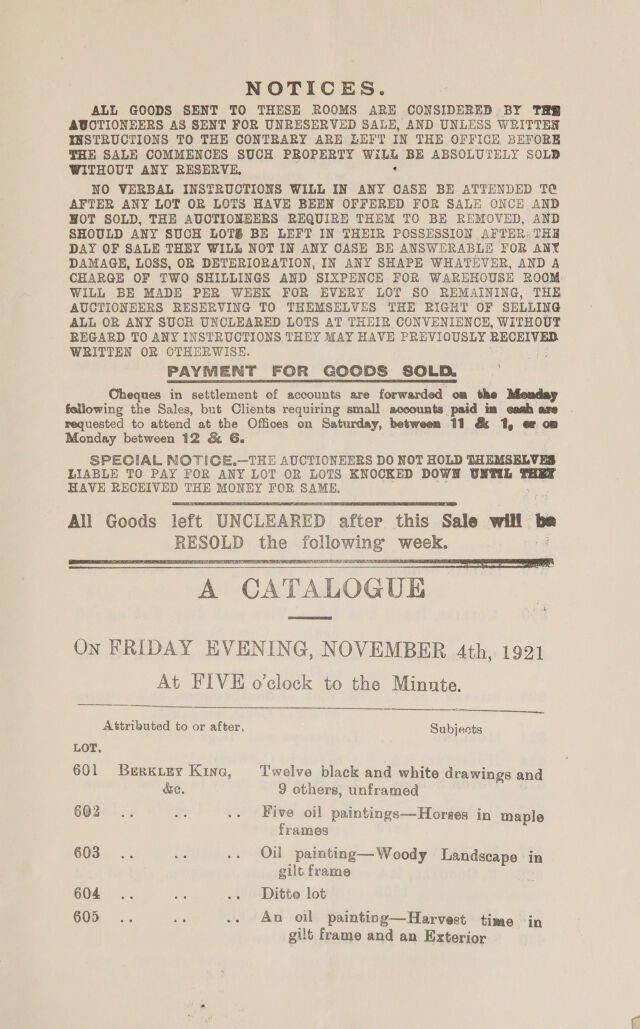 NOTICES.
ALL GOODS SENT TO THESE ROOMS ARE CONSIDERED BY THE
AUCTIONEERS AS SENT FOR UNRESERVED SALE, AND UNLESS WRITTEN
INSTRUCTIONS TO THE CONTRARY ARE LEFT IN THE OFFICE BEFORE
THE SALE COMMENCES SUCH PROPERTY WILL BE ABSOLUTELY SOLD
WITHOUT ANY RESERVE.
NO VERBAL INSTRUCTIONS WILL IN ANY CASE BE ATTENDED TO
AFTER ANY LOT OR LOTS HAVE BEEN OFFERED FOR SALE ONCE AND
NOT SOLD, THE AUCTIONEERS REQUIRE THEM TO BE REMOVED, AND
SHOULD ANY SUCH LOTS BE LEFT IN THEIR POSSESSION AFTER THE
DAY OF SALE THEY WILL NOT IN ANY CASE BE ANSWERABLE FOR ANY
DAMAGE, LOSS, OR DETERIORATION, IN ANY SHAPE WHATEVER, AND A
CHARGE OF TWO SHILLINGS AND SIXPENCE FOR WAREHOUSE ROOM
WILL BE MADE PER WEEK FOR EVERY LOT SO REMAINING, THE
AUCTIONEERS RESERVING TO THEMSELVES THE RIGHT OF SELLING
ALL OR ANY SUCH UNCLEARED LOTS AT THEIR CONVENIENCE, WITHOUT
REGARD TO ANY INSTRUCTIONS THEY MAY HAVE PREVIOUSLY RECEIVED
WRITTEN OR OTHERWISE.
PAYMENT FOR GOODS SOLD.
Cheques in settlement of accounts are forwarded on the Monday
following the Sales, but Clients requiring small accounts paid in cash are
requested to attend at the Offices on Saturday, between 11 & 1, or on
Monday between 12 & 6.
SPECIAL NOTICE.—THE AUCTIONEERS DO NOT HOLD THEMSELVES
LIABLE TO PAY FOR ANY LOT OR LOTS KNOCKED DOWN UNTIL THEY
HAVE RECEIVED THE MONEY FOR SAME.
All Goods left UNCLEARED after this Sale will be
RESOLD the following week.
A CATALOGUE
ON FRIDAY EVENING, NOVEMBER 4th, 1921
At FIVE o'clock to the Minute.
Attributed to or after, Subjects
LOT.
601 BERKLEY KING, Twelve black and white drawings and
&c. 9 others, unframed
602 .. .. .. Five oil paintings—Horses in maple
frames
603 .. .. .. Oil painting—Woody Landscape in
gilt frame
604 .. .. .. Ditto lot
605 .. .. .. An oil painting—Harvest time in
gilt frame and an Exterior